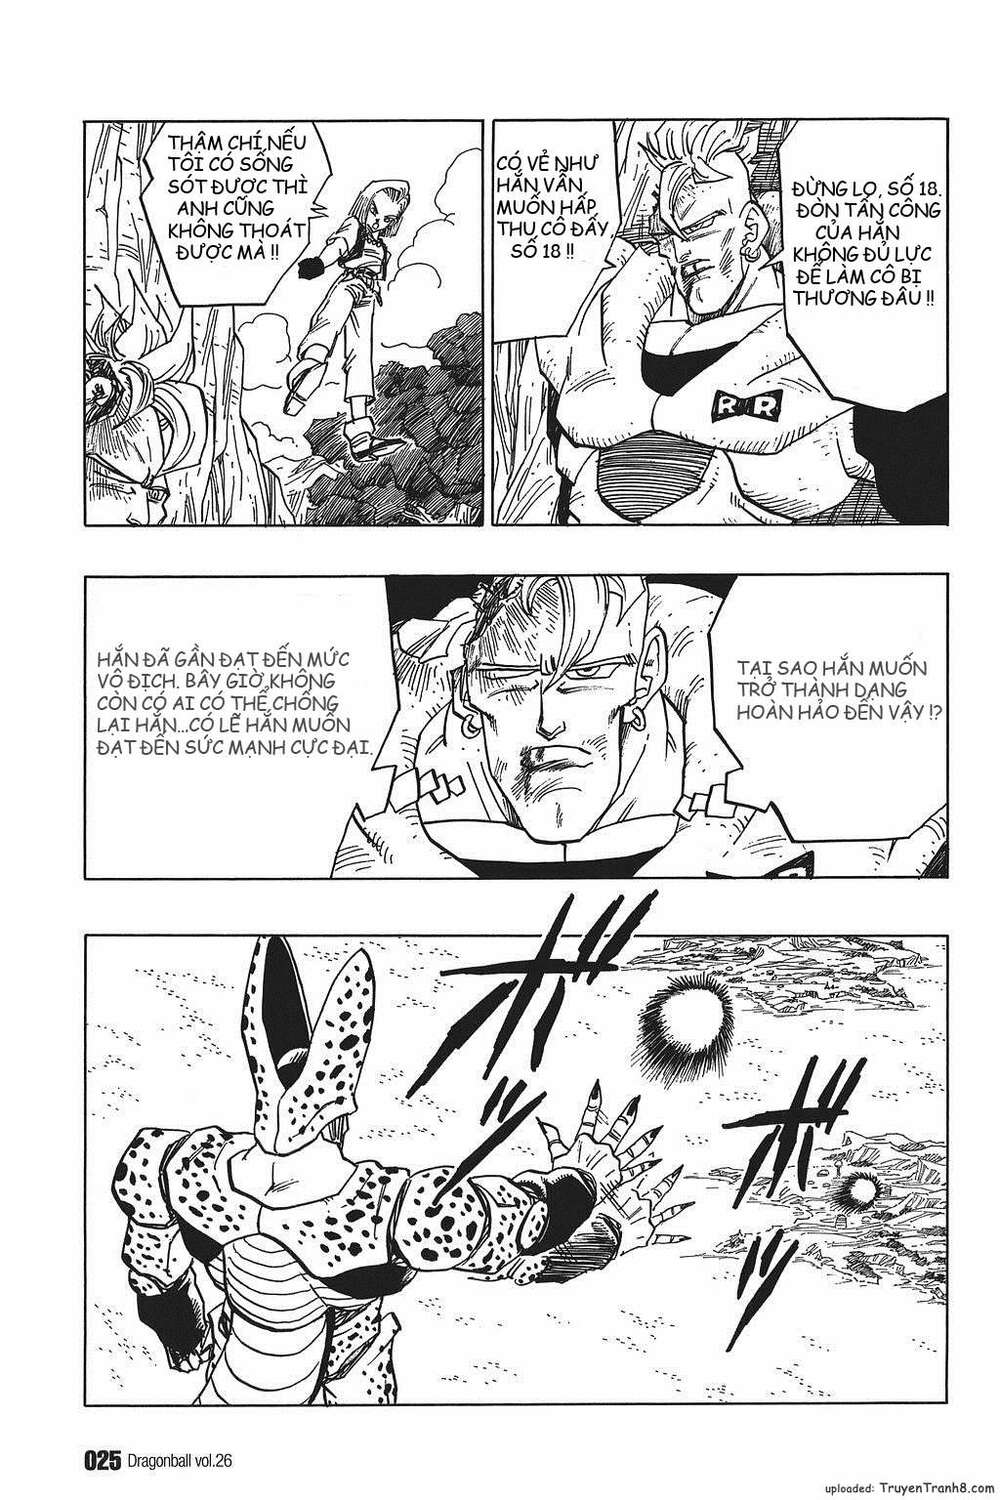 ĐỪNG LO, SỐ 18.
ĐÒN TẤN CÔNG
CỦA HẮN
KHÔNG ĐỦ LỰC
ĐỂ LÀM CÔ BỊ
THƯƠNG ĐÂU !!
CÓ VẺ NHƯ
HẮN VẪN
MUỐN HẤP
THỤ CÔ ĐẤY,
SỐ 18 !!
RR
THẬM CHÍ,NẾU
TÔI CÓ SỐNG
SÓT ĐƯỢC THÌ
ANH CŨNG
KHÔNG THOÁT
ĐƯỢC MÀ !!
TẠI SAO HẮN MUỐN
TRỞ THÀNH DẠNG
HOÀN HẢO ĐẾN VẬY !?
HẮN ĐÃ GẦN ĐẠT ĐẾN MỨC
VÔ ĐỊCH. BÂY GIỜ,KHÔNG
CÒN CÓ AI CÓ THỂ CHỐNG
LẠI HẮN...CÓ LẼ HẮN MUỐN
ĐẠT ĐẾN SỨC MẠNH CỰC ĐẠI.
R
025 Dragonball vol.26
uploaded: TruyenTranh8.com